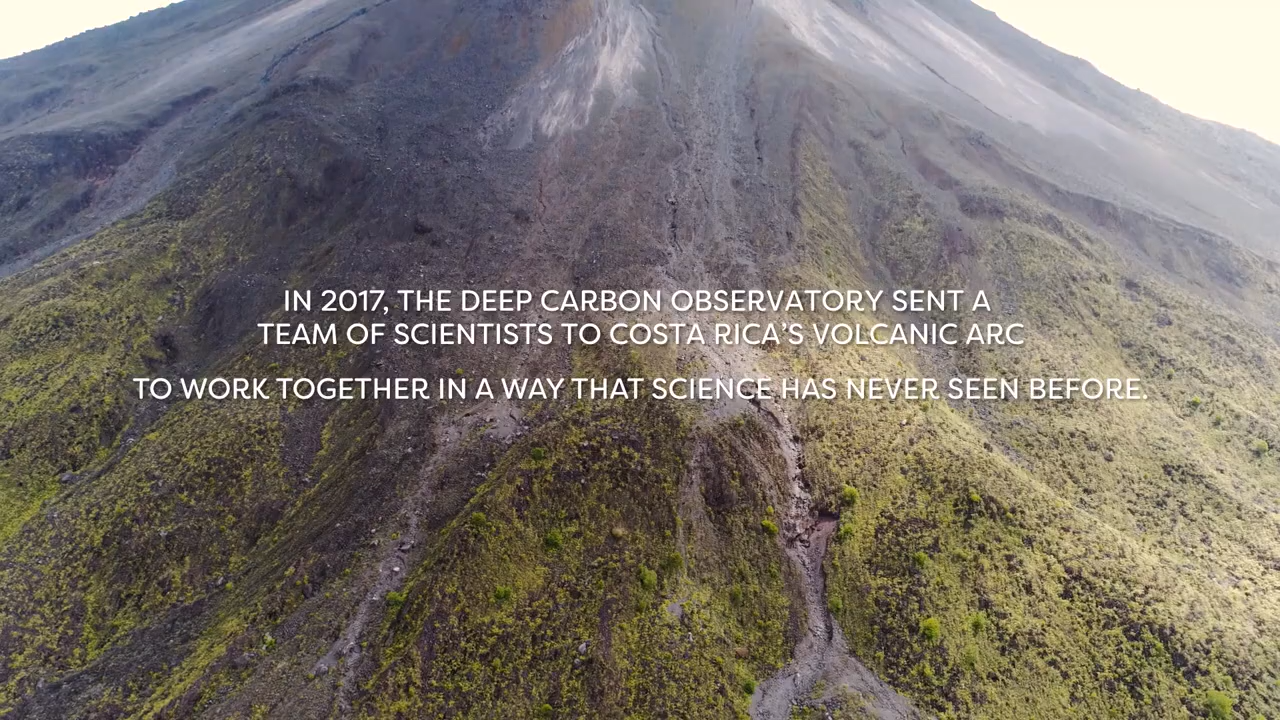 IN 2017, THE DEEP CARBON OBSERVATORY SENT A
TEAM OF SCIENTISTS TO COSTA RICA'S VOLCANIC ARC
TO WORK TOGETHER IN A WAY THAT SCIENCE HAS NEVER SEEN BEFORE.